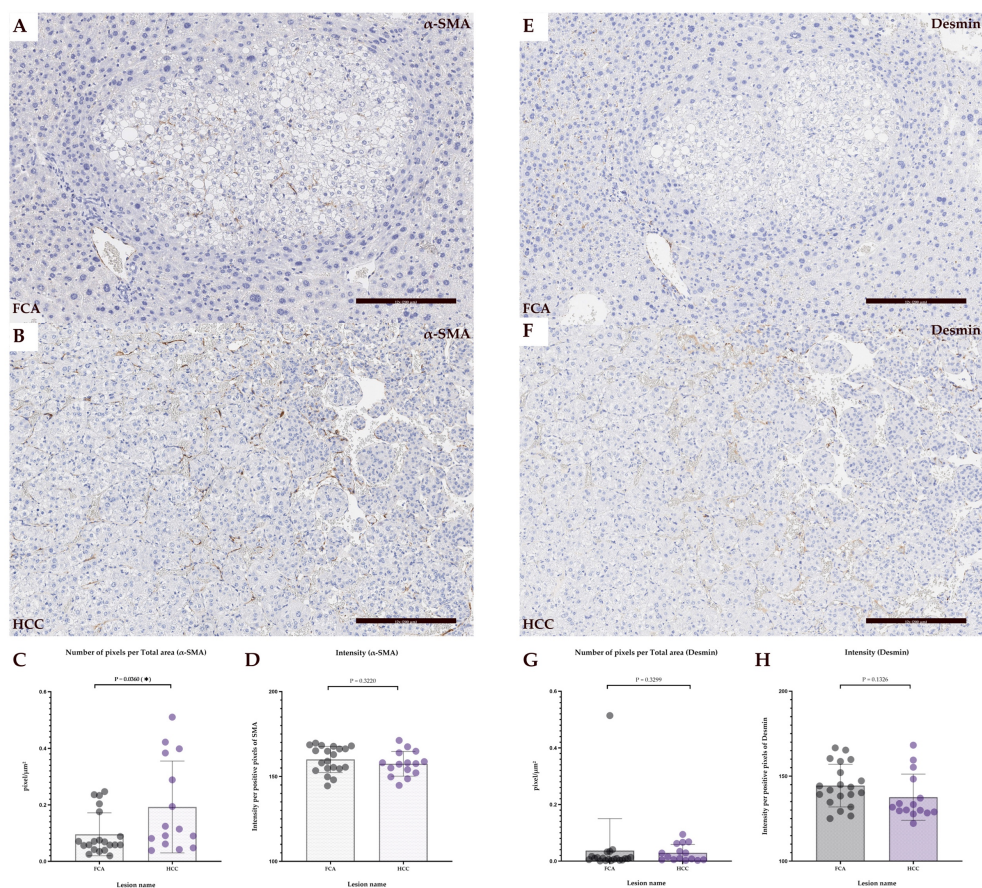 A
α-SMA
FCA
B
α-SMA
HCC
E
Desmin
FCA
F
Desmin
HCC
C
Number of pixels per Total area (α-SMA)
P = 0.0360 (*)
pixel/µm²
0.6
0.4
0.2
0.0
FCA
HCC
Lesion name
D
Intensity (α-SMA)
P = 0.3220
Intensity per positive pixels of SMA
200
150
100
FCA
HCC
Lesion name
G
Number of pixels per Total area (Desmin)
P = 0.3299
pixel/µm²
0.6
0.4
0.2
0.0
FCA
HCC
Lesion name
H
Intensity (Desmin)
P = 0.1326
Intensity per positive pixels of Desmin
200
150
100
FCA
HCC
Lesion name